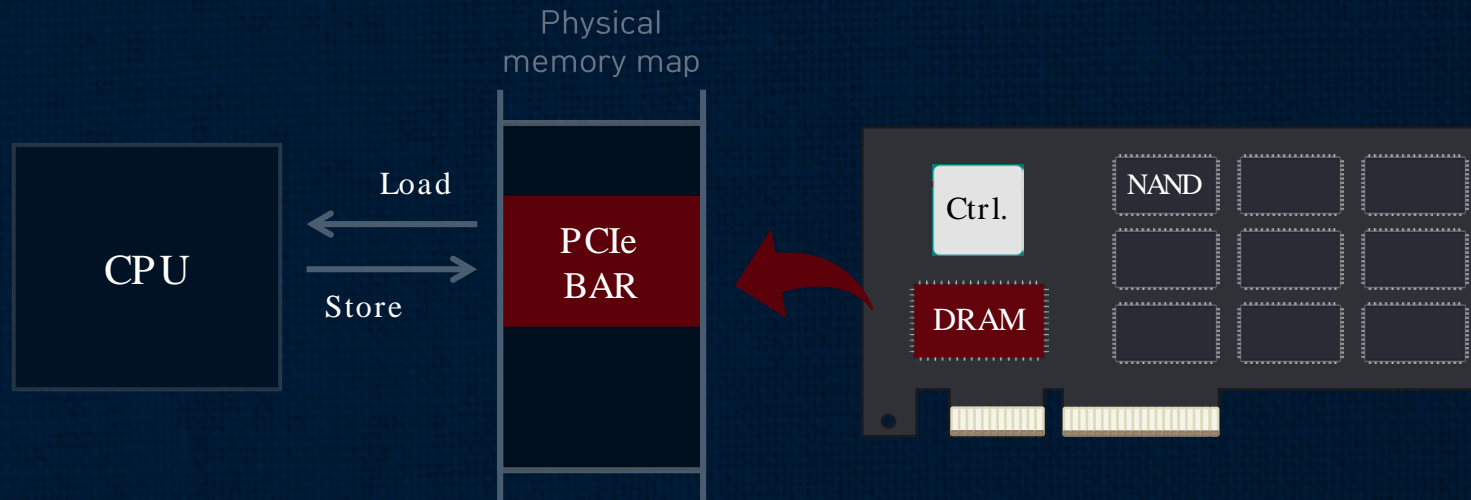 Physical
memory map
CPU
Load
Store
PCIe
BAR
Ctrl.
DRAM
NAND